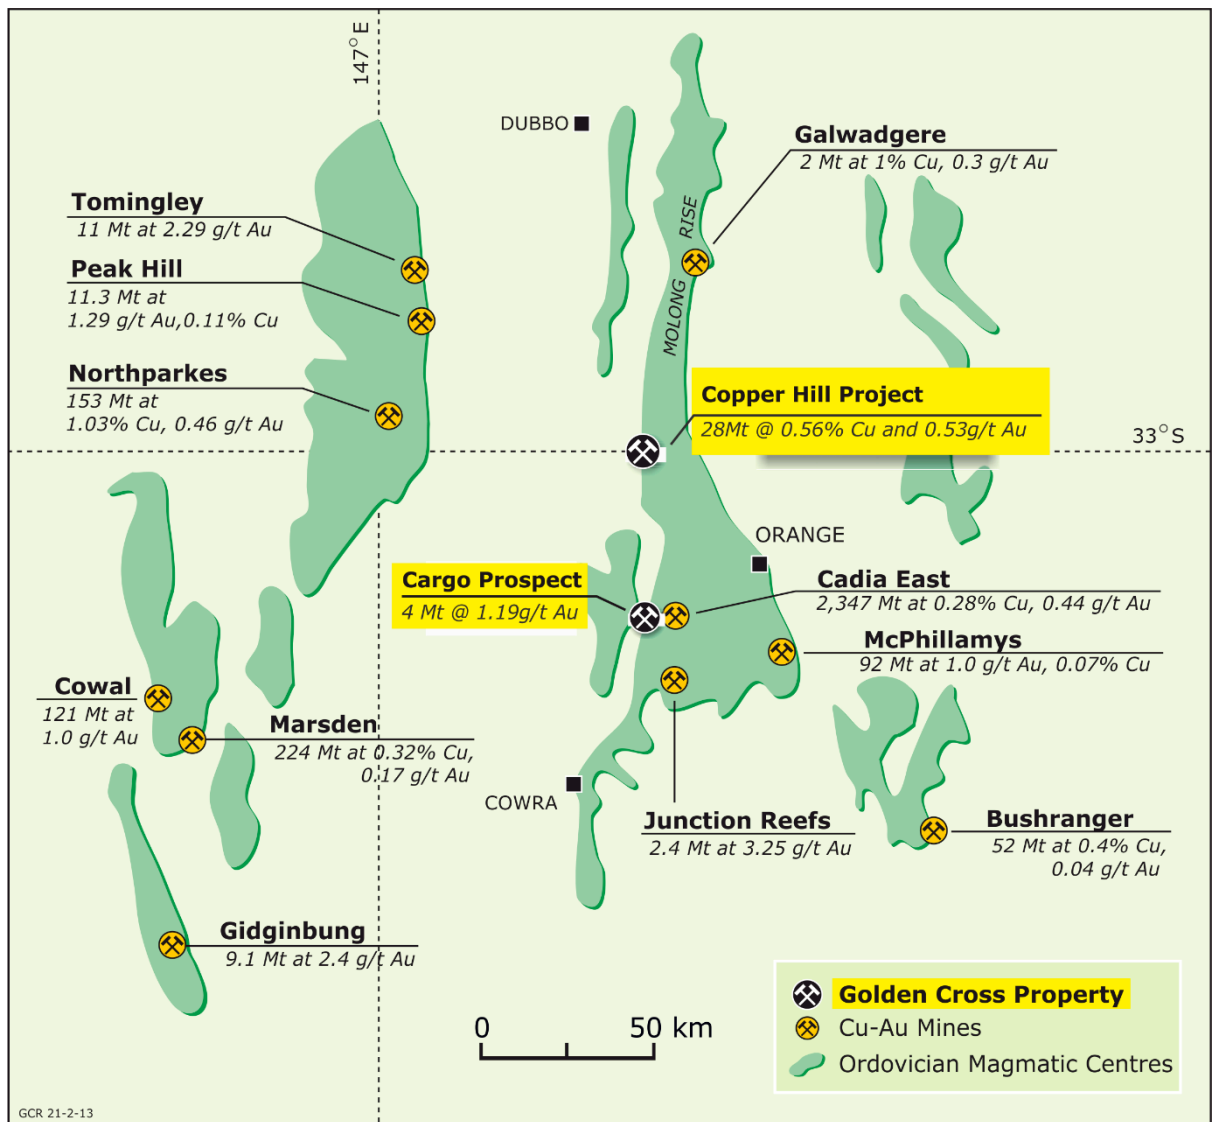 147°E
DUBBO
Galwadgere
2 Mt at 1% Cu, 0.3 g/t Au
Tomingley
11 Mt at 2.29 g/t Au
MOLONG RISE
Peak Hill
11.3 Mt at
1.29 g/t Au,0.11% Cu
Northparkes
153 Mt at
1.03% Cu, 0.46 g/t Au
Copper Hill Project
28Mt @ 0.56% Cu and 0.53g/t Au
33°S
ORANGE
Cargo Prospect
4 Mt @ 1.19g/t Au
Cadia East
2,347 Mt at 0.28% Cu, 0.44 g/t Au
McPhillamys
92 Mt at 1.0 g/t Au, 0.07% Cu
Cowal
121 Mt at
1.0 g/t Au
Marsden
224 Mt at 0.32% Cu,
0.17 g/t Au
COWRA
Junction Reefs
2.4 Mt at 3.25 g/t Au
Bushranger
52 Mt at 0.4% Cu,
0.04 g/t Au
Gidginbung
9.1 Mt at 2.4 g/t Au
0 50 km
Golden Cross Property
Cu-Au Mines
Ordovician Magmatic Centres
GCR 21-2-13